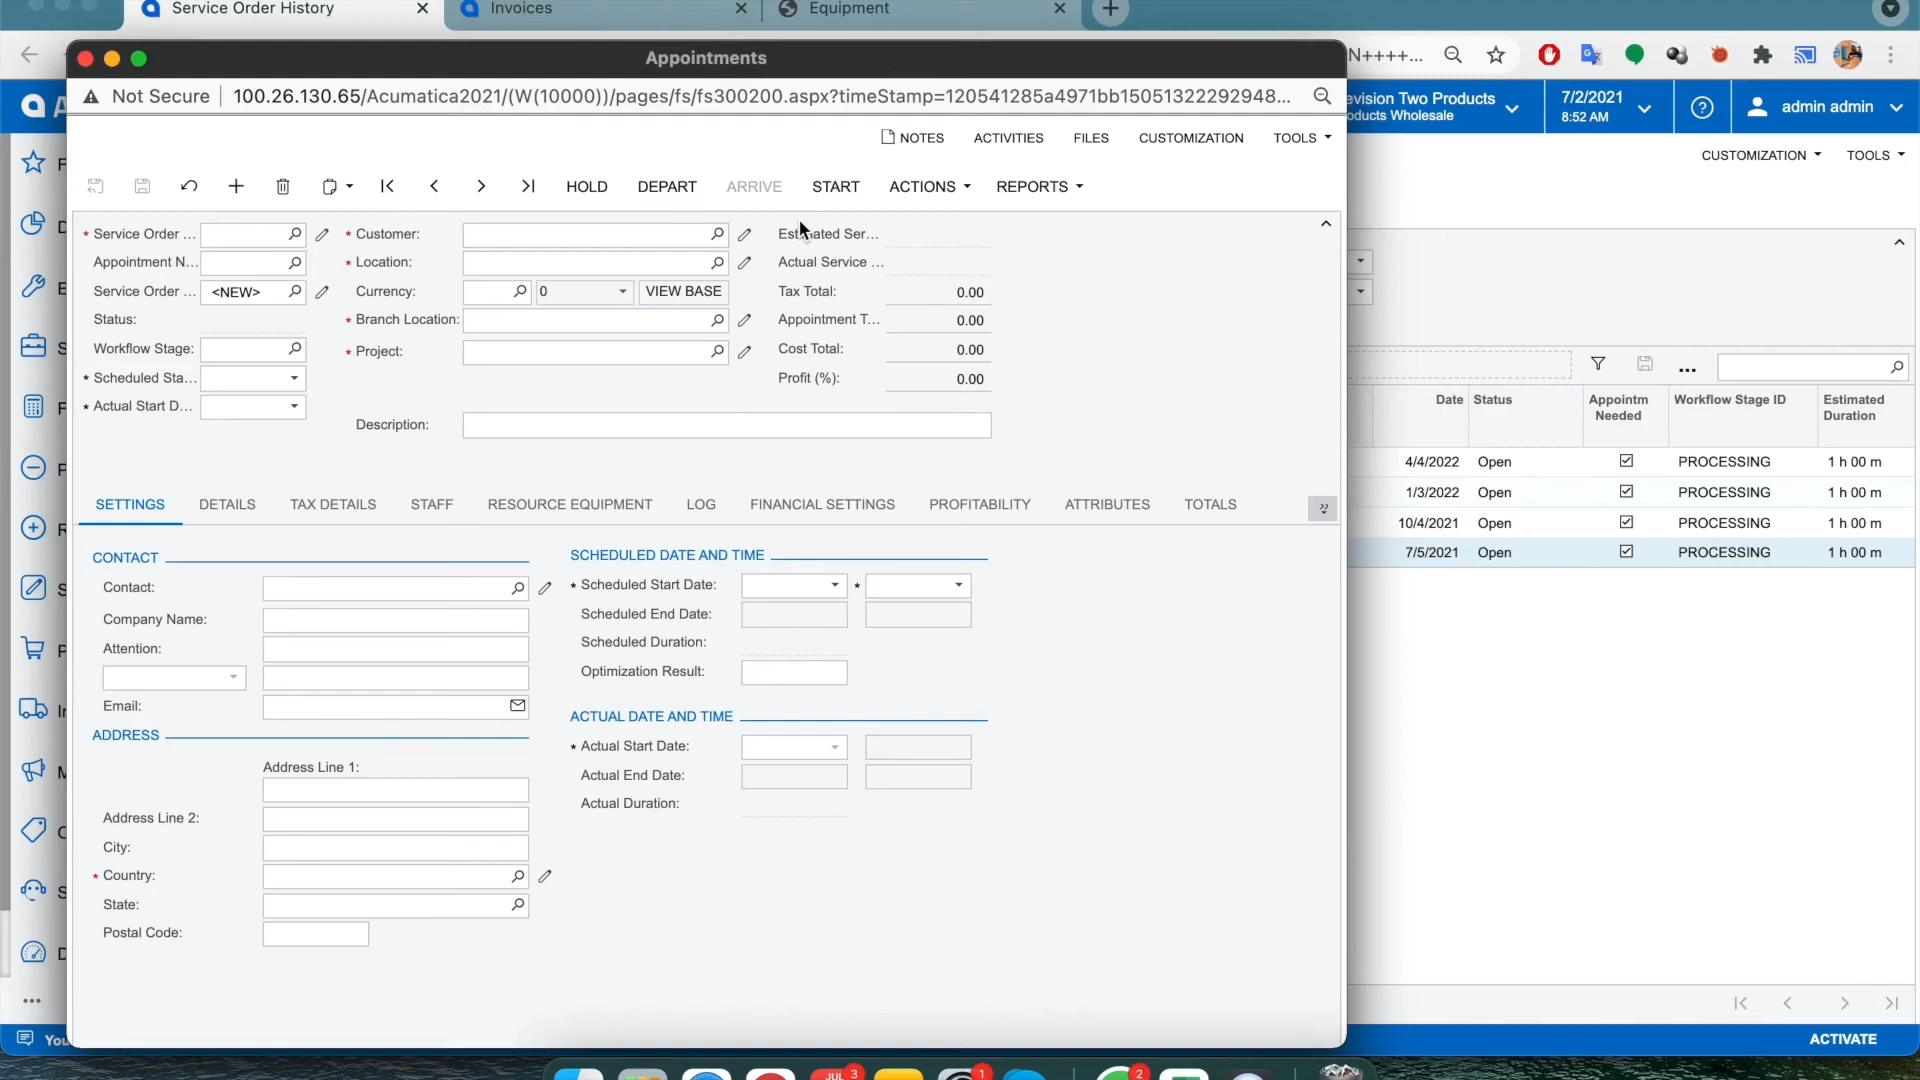 Service Order History
Invoices
Equipment
Appointments
N++++...
Not Secure
100.26.130.65/Acumatica2021/(W(10000))/pages/fs/fs300200.aspx?timeStamp=120541285a4971bb15051322292948...
evision Two Products
oducts Wholesale
7/2/2021
8:52 AM
admin admin
NOTES
ACTIVITIES
FILES
CUSTOMIZATION
TOOLS
CUSTOMIZATION
TOOLS
HOLD
DEPART
ARRIVE
START
ACTIONS
REPORTS
* Service Order ...
Appointment N...
Service Order ...
<NEW>
Status:
Workflow Stage:
* Scheduled Sta...
* Actual Start D...
* Customer:
* Location:
Currency:
0
VIEW BASE
* Branch Location:
* Project:
Description:
Estimated Ser...
Actual Service ...
Tax Total:
0.00
Appointment T...
0.00
Cost Total:
0.00
Profit (%):
0.00
SETTINGS
DETAILS
TAX DETAILS
STAFF
RESOURCE EQUIPMENT
LOG
FINANCIAL SETTINGS
PROFITABILITY
ATTRIBUTES
TOTALS
CONTACT
Contact:
Company Name:
Attention:
Email:
ADDRESS
Address Line 1:
Address Line 2:
City:
* Country:
State:
Postal Code:
SCHEDULED DATE AND TIME
* Scheduled Start Date:
*
Scheduled End Date:
Scheduled Duration:
Optimization Result:
ACTUAL DATE AND TIME
* Actual Start Date:
Actual End Date:
Actual Duration:
Date
Status
Appointm
Needed
Workflow Stage ID
Estimated
Duration
4/4/2022 Open PROCESSING 1 h 00 m
1/3/2022 Open PROCESSING 1 h 00 m
10/4/2021 Open PROCESSING 1 h 00 m
7/5/2021 Open PROCESSING 1 h 00 m
You
ACTIVATE
JUL
3
1
2